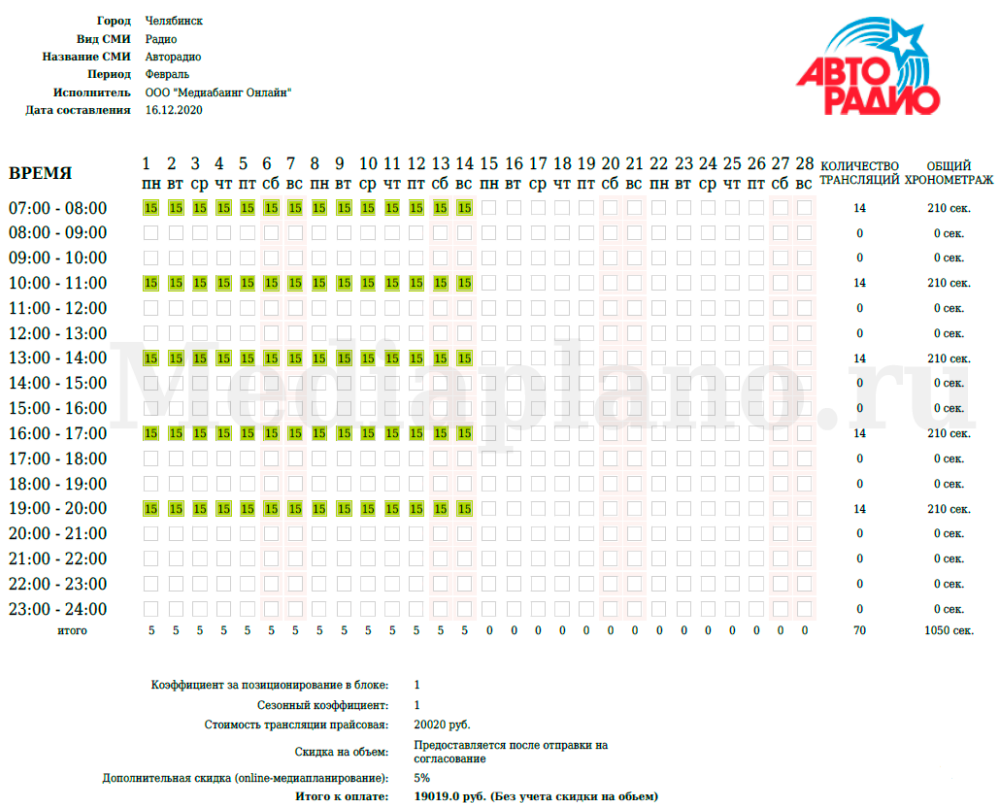 Город Челябинск
Вид СМИ Радио
Название СМИ Авторадио
Период Февраль
Исполнитель ООО "Медиабаинг Онлайн"
Дата составления 16.12.2020
АВТО
РАДИО
ВРЕМЯ
1 2 3 4 5 6 7 8 9 10 11 12 13 14 15 16 17 18 19 20 21 22 23 24 25 26 27 28 КОЛИЧЕСТВО ОБЩИЙ
пн вт ср чт пт сб вс пн вт ср чт пт сб вс пн вт ср чт пт сб вс пн вт ср чт пт сб вс ТРАНСЛЯЦИЙ ХРОНОМЕТРАЖ
07:00 - 08:00 15 15 15 15 15 15 15 15 15 15 15 15 15 15 14 210 сек.
08:00 - 09:00 0 0 сек.
09:00 - 10:00 0 0 сек.
10:00 - 11:00 15 15 15 15 15 15 15 15 15 15 15 15 15 15 14 210 сек.
11:00 - 12:00 0 0 сек.
12:00 - 13:00 0 0 сек.
13:00 - 14:00 15 15 15 15 15 15 15 15 15 15 15 15 15 15 14 210 сек.
14:00 - 15:00 0 0 сек.
Mediaplano.ru
15:00 - 16:00 0 0 сек.
16:00 - 17:00 15 15 15 15 15 15 15 15 15 15 15 15 15 15 14 210 сек.
17:00 - 18:00 0 0 сек.
18:00 - 19:00 0 0 сек.
19:00 - 20:00 15 15 15 15 15 15 15 15 15 15 15 15 15 15 14 210 сек.
20:00 - 21:00 0 0 сек.
21:00 - 22:00 0 0 сек.
22:00 - 23:00 0 0 сек.
23:00 - 24:00 0 0 сек.
итого 5 5 5 5 5 5 5 5 5 5 5 5 5 5 0 0 0 0 0 0 0 0 0 0 0 0 0 0 70 1050 сек.
Коэффициент за позиционирование в блоке: 1
Сезонный коэффициент: 1
Стоимость трансляции прайсовая: 20020 руб.
Скидка на объем: Предоставляется после отправки на
согласование
Дополнительная скидка (online-медиапланирование): 5%
Итого к оплате: 19019.0 руб. (Без учета скидки на объем)